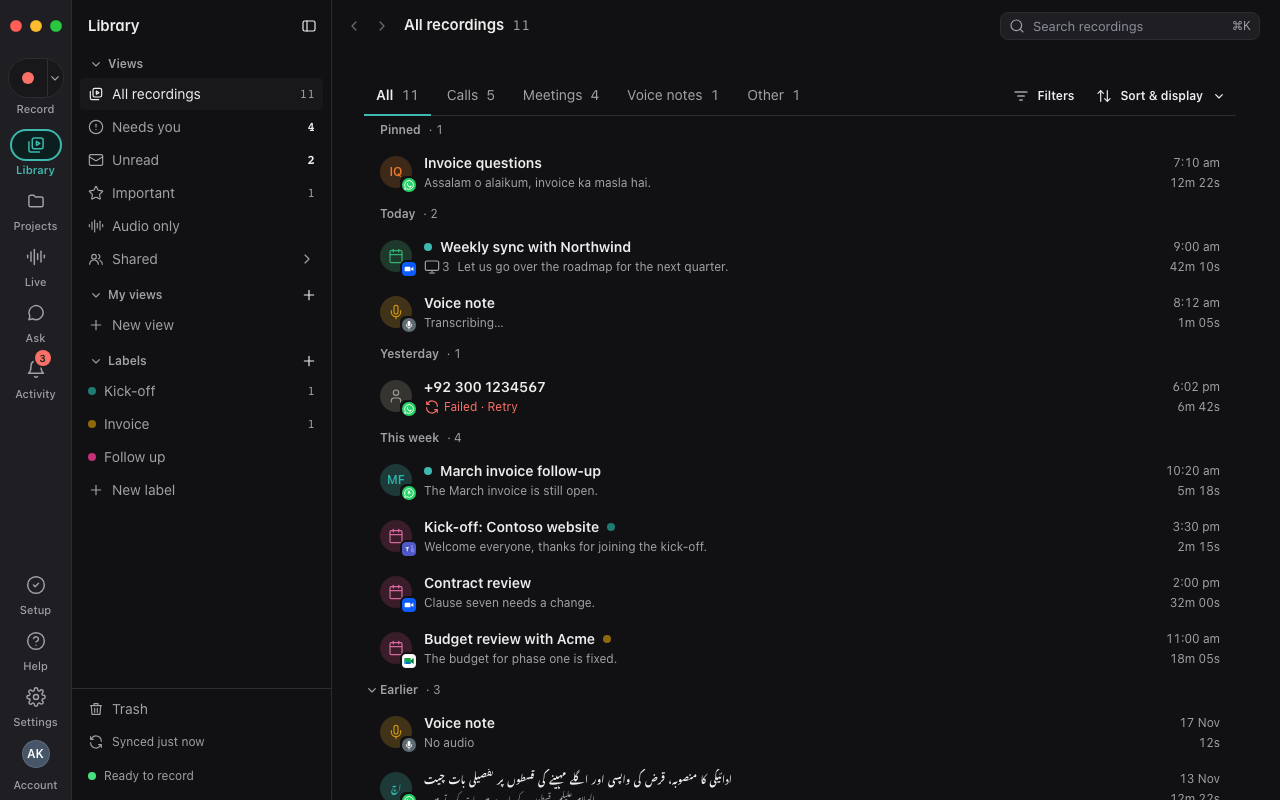 Library
All recordings 11
Search recordings ⌘K
Record
Library
Projects
Live
Ask
3
Activity
Setup
Help
Settings
AK
Account
Views
All recordings 11
Needs you 4
Unread 2
Important 1
Audio only
Shared
My views
New view
Labels
Kick-off 1
Invoice 1
Follow up
New label
Trash
Synced just now
Ready to record
All 11 Calls 5 Meetings 4 Voice notes 1 Other 1
Filters Sort & display
Pinned · 1
IQ Invoice questions 7:10 am
Assalam o alaikum, invoice ka masla hai. 12m 22s
Today · 2
Weekly sync with Northwind 9:00 am
3 Let us go over the roadmap for the next quarter. 42m 10s
Voice note 8:12 am
Transcribing... 1m 05s
Yesterday · 1
+92 300 1234567 6:02 pm
Failed · Retry 6m 42s
This week · 4
MF March invoice follow-up 10:20 am
The March invoice is still open. 5m 18s
Kick-off: Contoso website 3:30 pm
Welcome everyone, thanks for joining the kick-off. 2m 15s
Contract review 2:00 pm
Clause seven needs a change. 32m 00s
Budget review with Acme 11:00 am
The budget for phase one is fixed. 18m 05s
Earlier · 3
Voice note 17 Nov
No audio 12s
ادائیگی کا منصوبہ، قرض کی واپسی اور اگلے مہینے کی قسطوں پر تفصیلی بات چیت 13 Nov
12m 22s